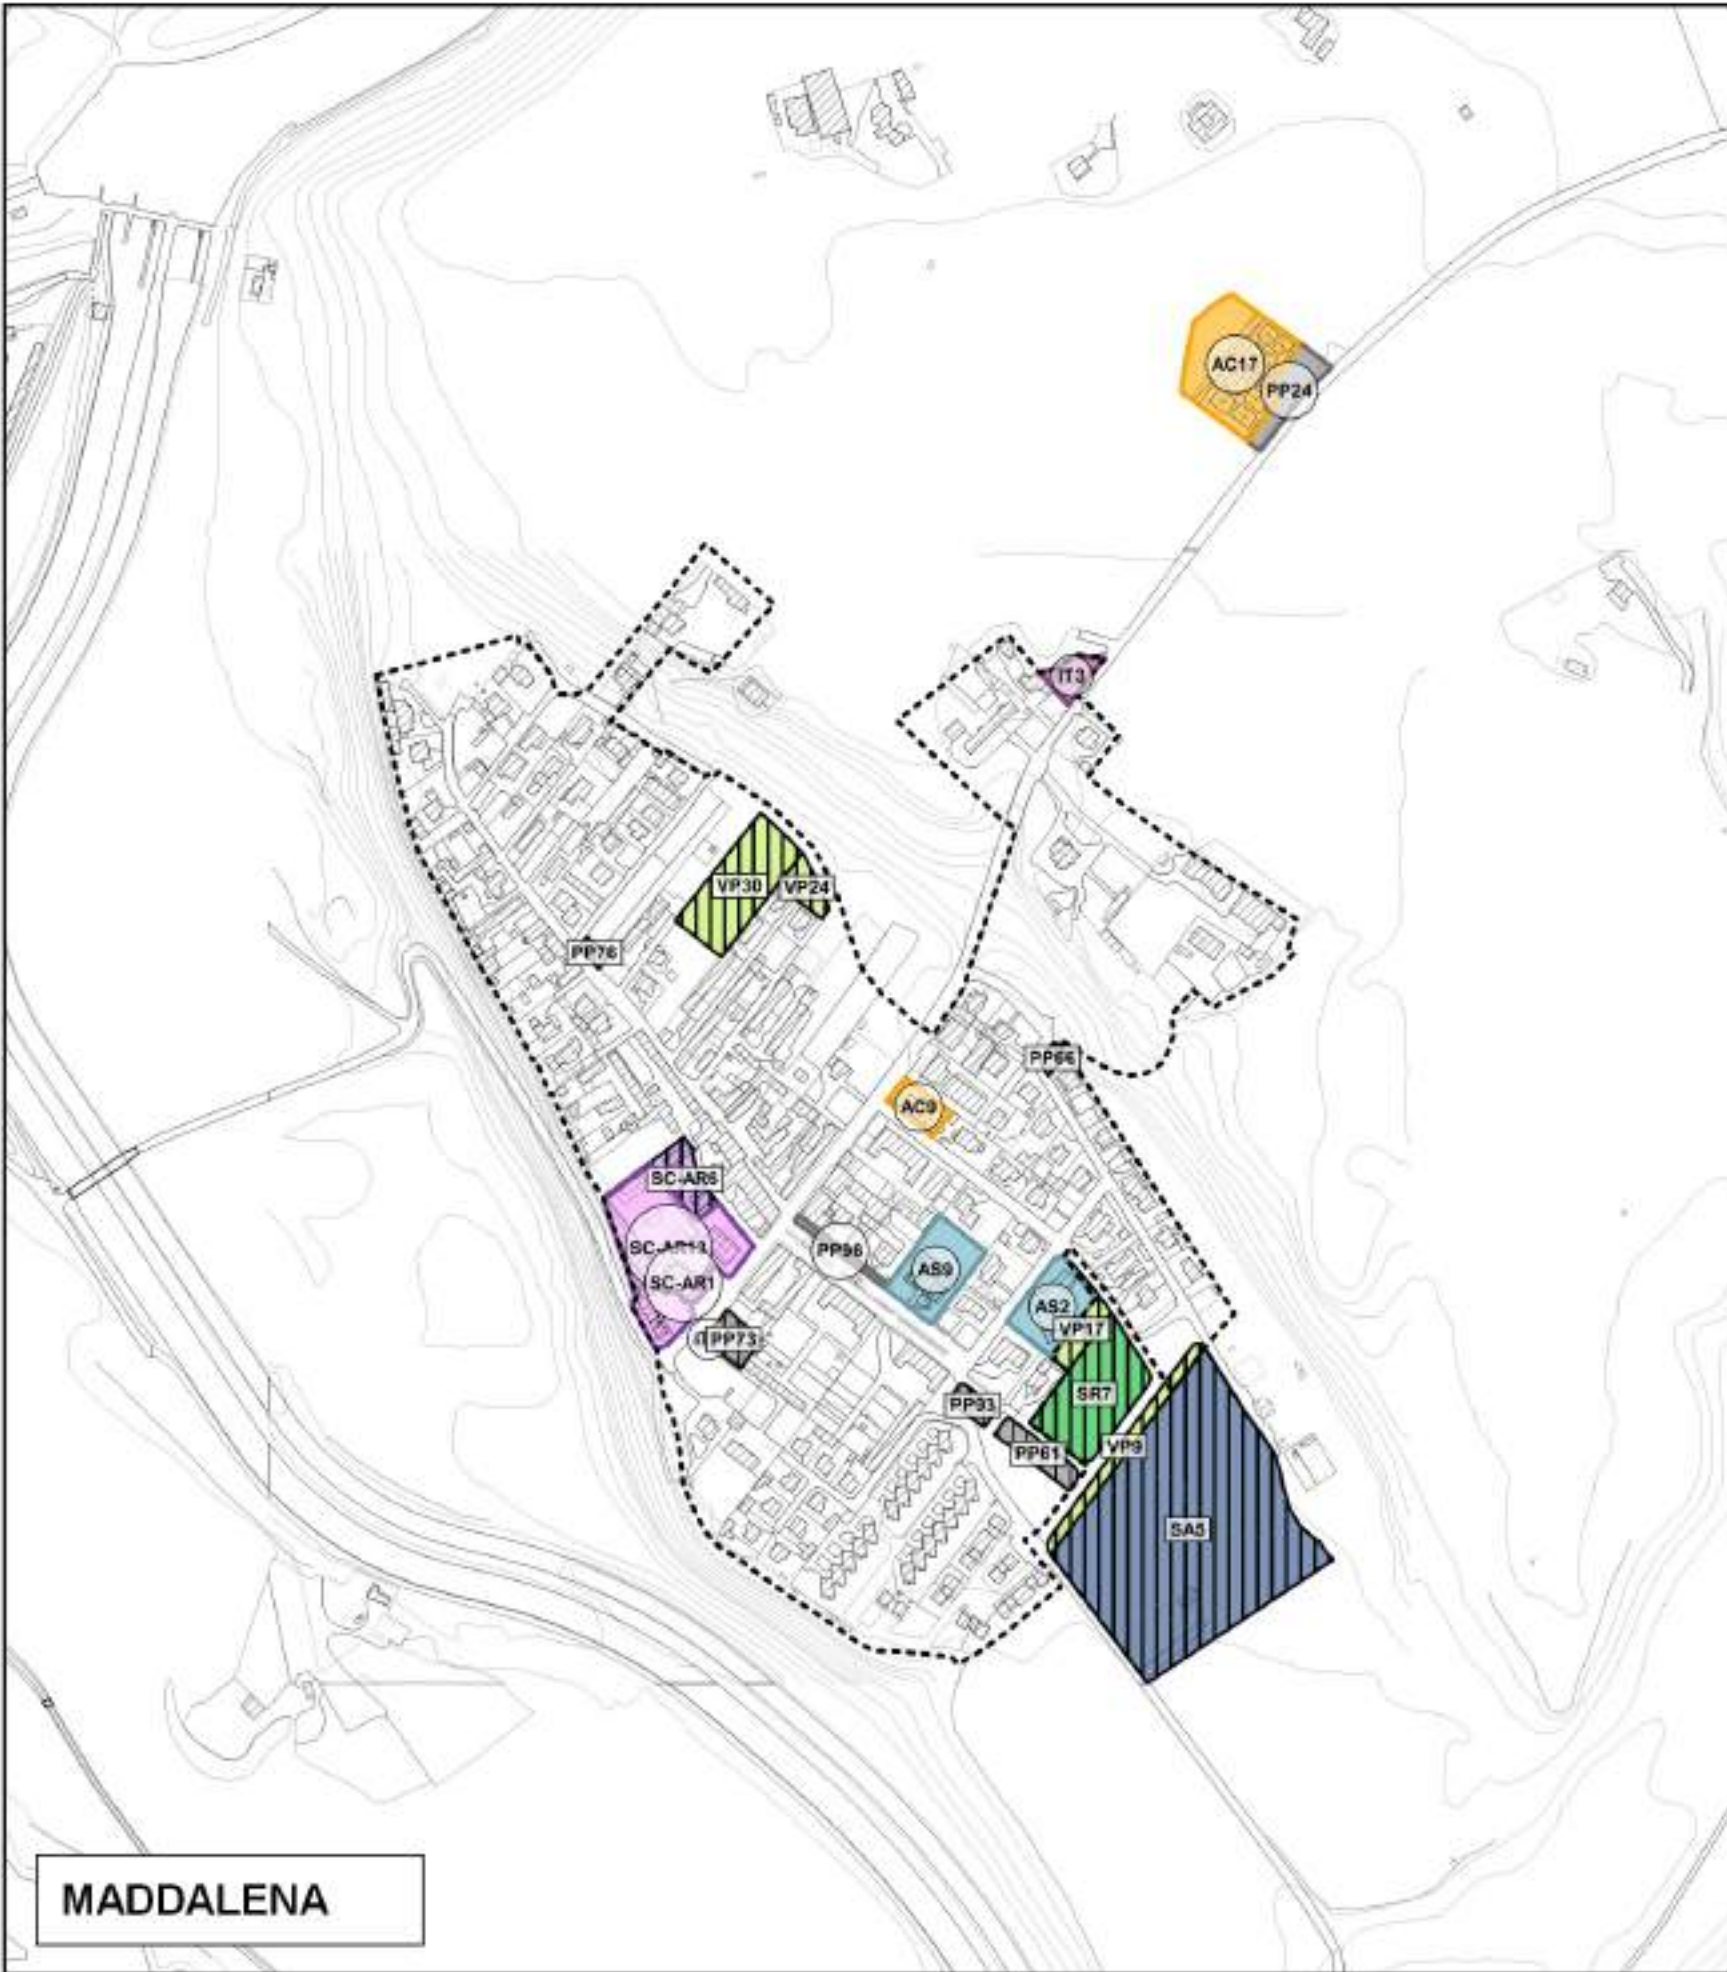 AC17
PP24
IT3
VP30
VP24
PP76
PP66
AC9
SC-AR6
SC-AR13
PP96
AS9
SC-AR1
AS2
VP17
PP73
SR7
PP93
VP9
PP61
SA5
MADDALENA